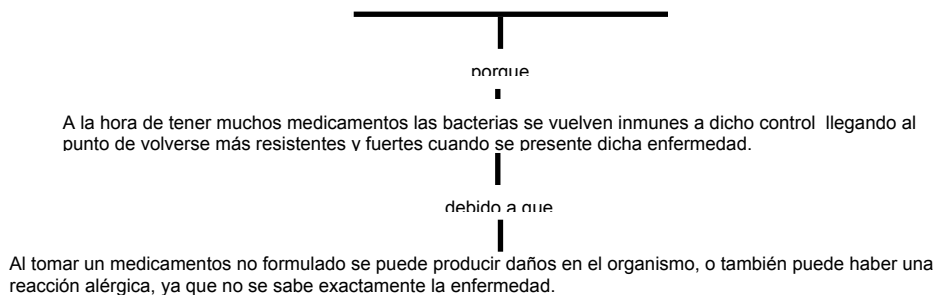 porque
A la hora de tener muchos medicamentos las bacterias se vuelven inmunes a dicho control llegando al
punto de volverse más resistentes y fuertes cuando se presente dicha enfermedad.
debido a que
Al tomar un medicamentos no formulado se puede producir daños en el organismo, o también puede haber una
reacción alérgica, ya que no se sabe exactamente la enfermedad.